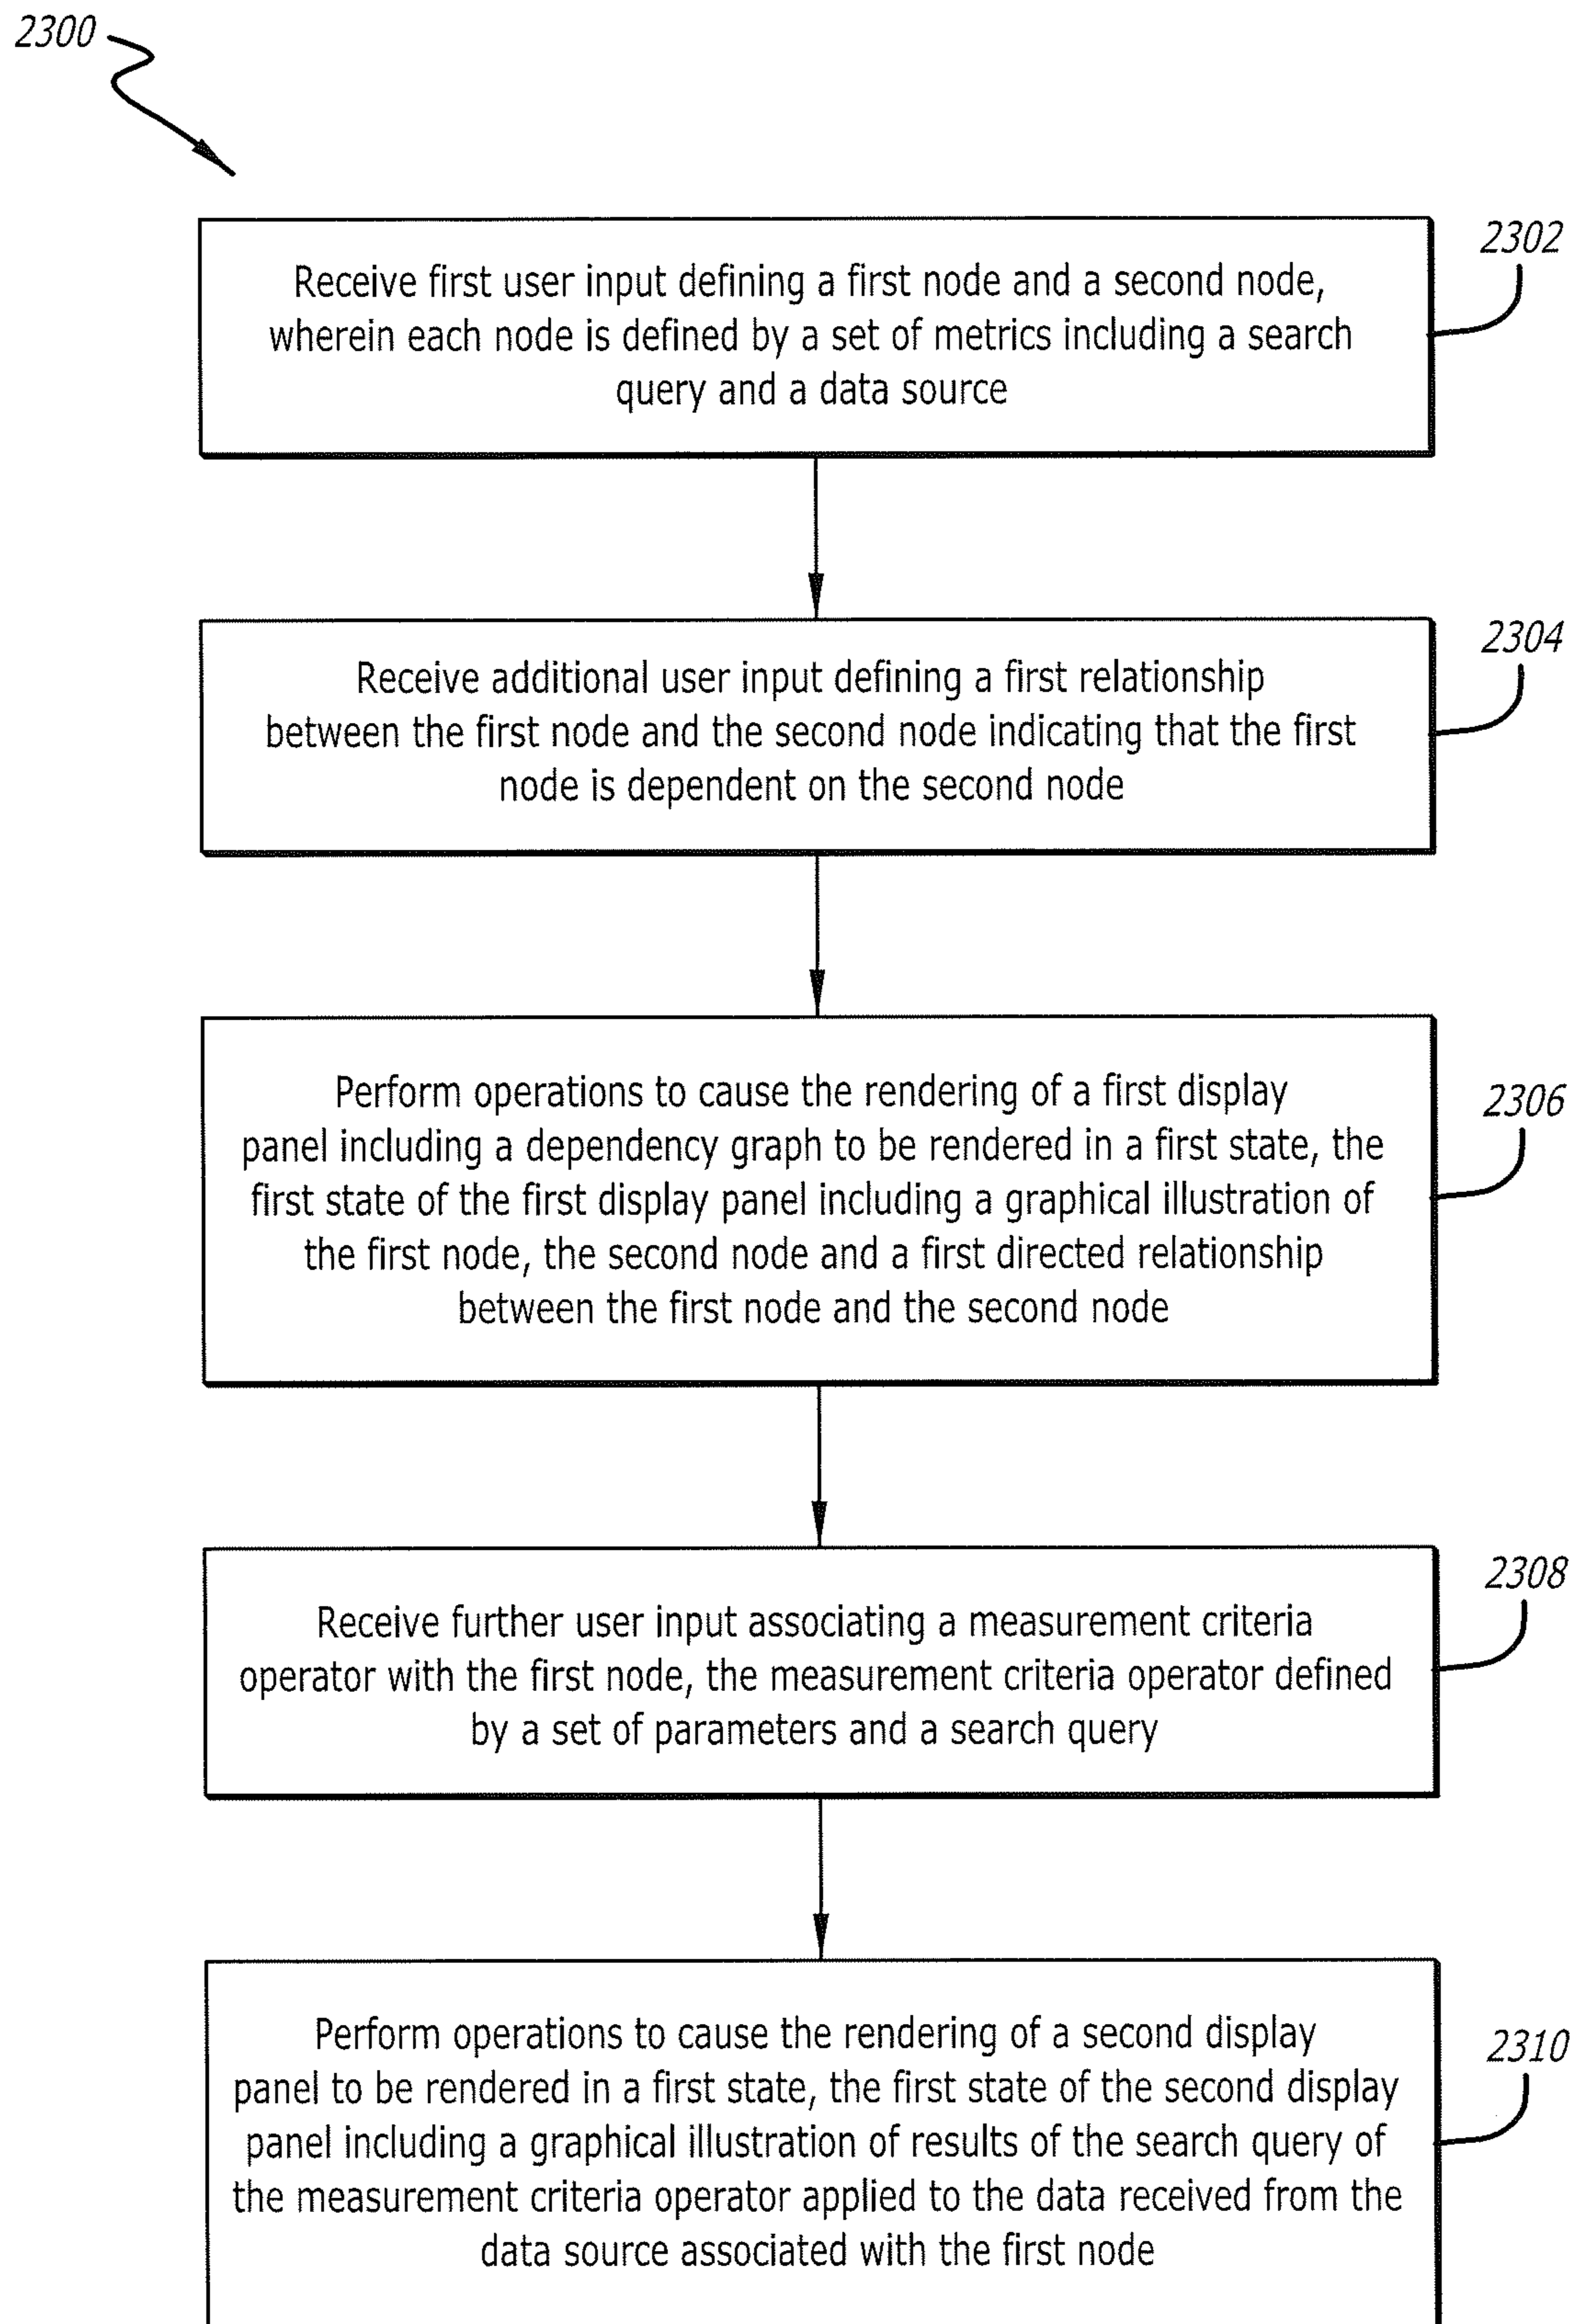 2300
2302
Receive first user input defining a first node and a second node,
wherein each node is defined by a set of metrics including a search
query and a data source
2304
Receive additional user input defining a first relationship
between the first node and the second node indicating that the first
node is dependent on the second node
2306
Perform operations to cause the rendering of a first display
panel including a dependency graph to be rendered in a first state, the
first state of the first display panel including a graphical illustration of
the first node, the second node and a first directed relationship
between the first node and the second node
2308
Receive further user input associating a measurement criteria
operator with the first node, the measurement criteria operator defined
by a set of parameters and a search query
2310
Perform operations to cause the rendering of a second display
panel to be rendered in a first state, the first state of the second display
panel including a graphical illustration of results of the search query of
the measurement criteria operator applied to the data received from the
data source associated with the first node